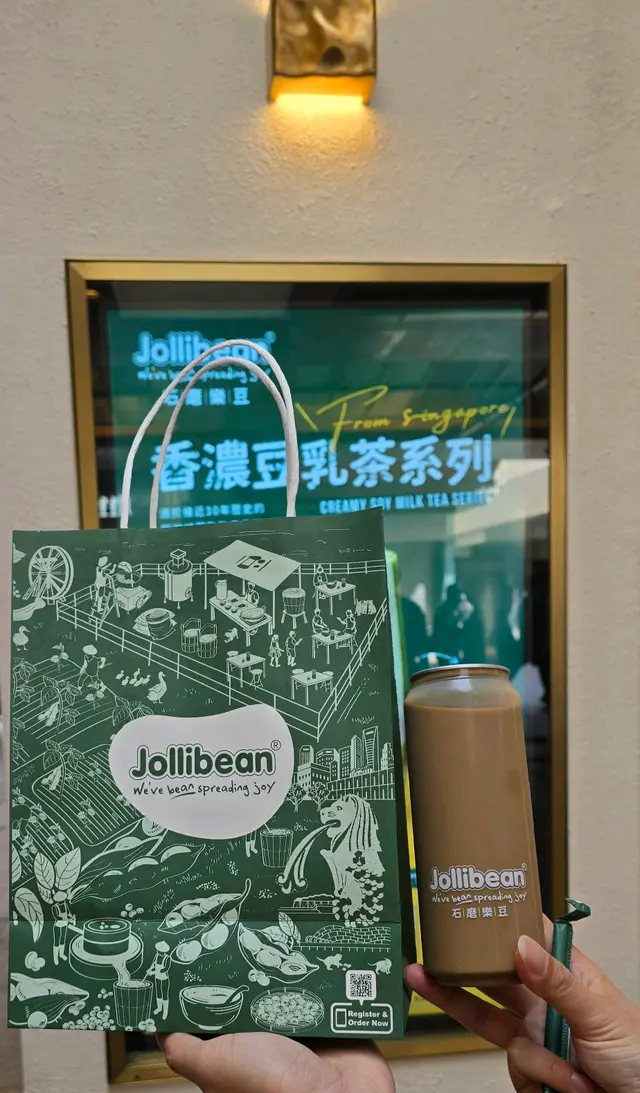 Jollibean®
We've bean spreading joy
石|磨|樂|豆
From Singapore
香濃豆乳茶系列
CREAMY SOY MILK TEA SERIES
Jollibean®
We've bean spreading joy
Register &
Order Now
Jollibean®
We've bean spreading joy
石|磨|樂|豆